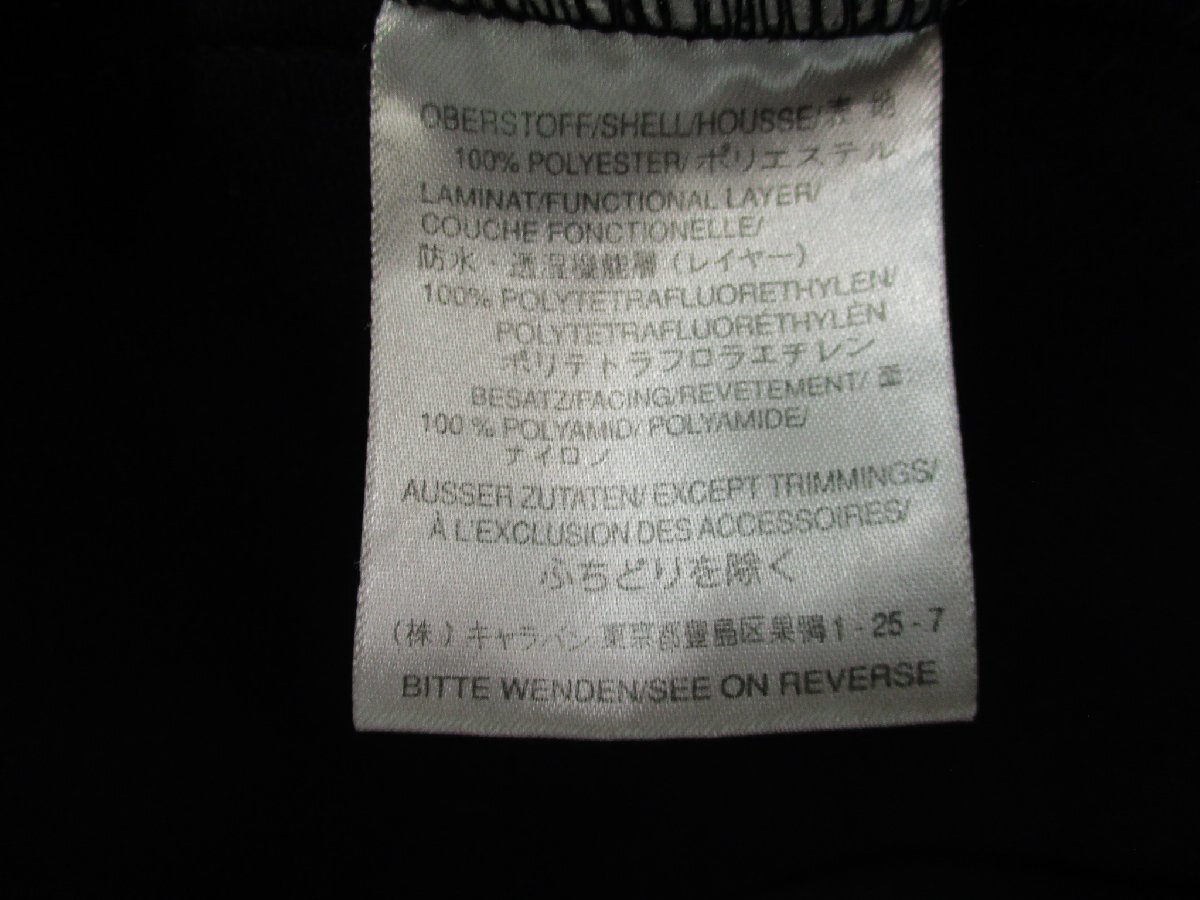 OBERSTOFF/SHELL/HOUSSE/表地
100% POLYESTER/ポリエステル
LAMINAT/FUNCTIONAL LAYER/
COUCHE FONCTIONELLE/
防水・透湿機能層(レイヤー)
100% POLYTETRAFLUORETHYLEN/
POLYTETRAFLUORÉTHYLÈN
ポリテトラフロラエチレン
BESATZ/FACING/REVETEMENT/
100 % POLYAMID/ POLYAMIDE/
ナイロン
AUSSER ZUTATEN/ EXCEPT TRIMMINGS/
À L'EXCLUSION DES ACCESSOIRES/
ふちどりを除く
(株)キャラバン 東京都豊島区巣鴨1-25-7
BITTE WENDEN/SEE ON REVERSE